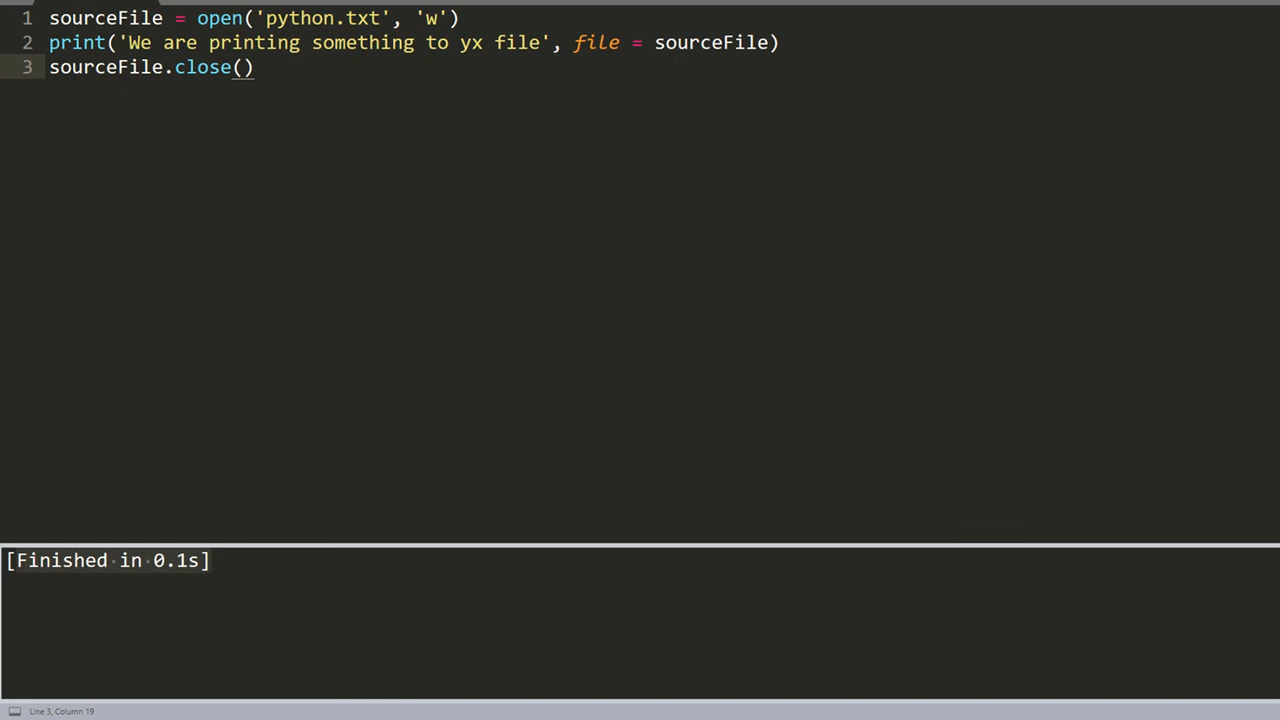 1 sourceFile = open('python.txt', 'w')
2 print('We are printing something to yx file', file = sourceFile)
3 sourceFile.close()
[Finished in 0.1s]
Line 3, Column 19